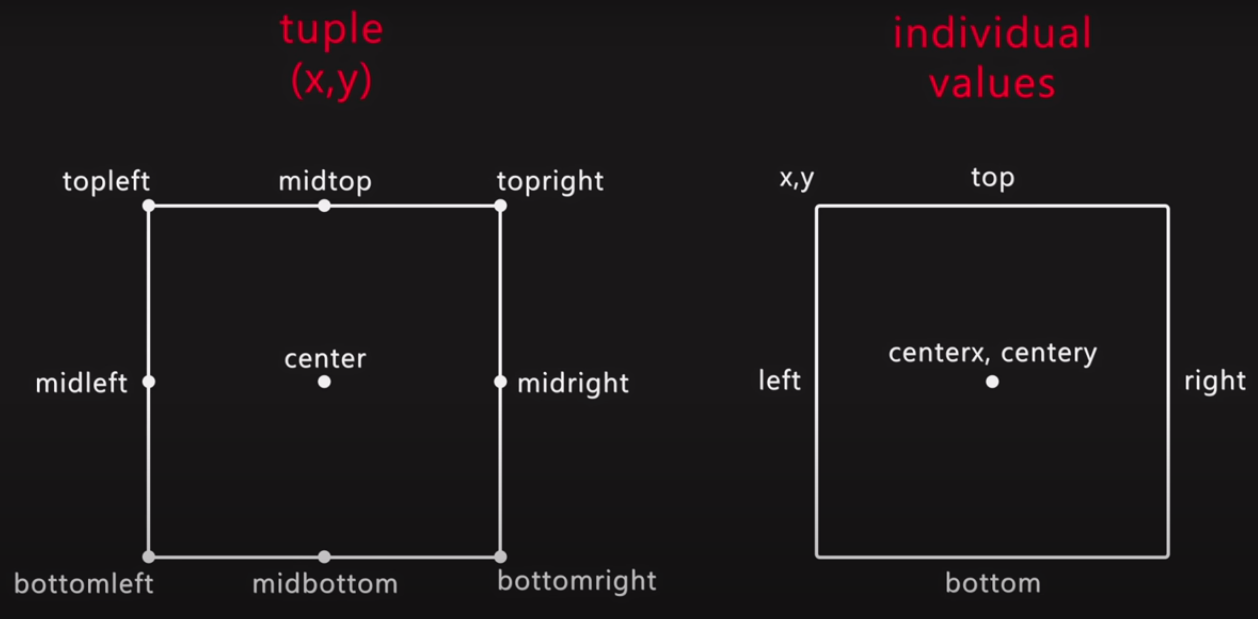 tuple
(x,y)
topleft midtop topright
center
midleft midright
bottomleft midbottom bottomright
individual
values
x,y top
centerx, centery
left right
bottom